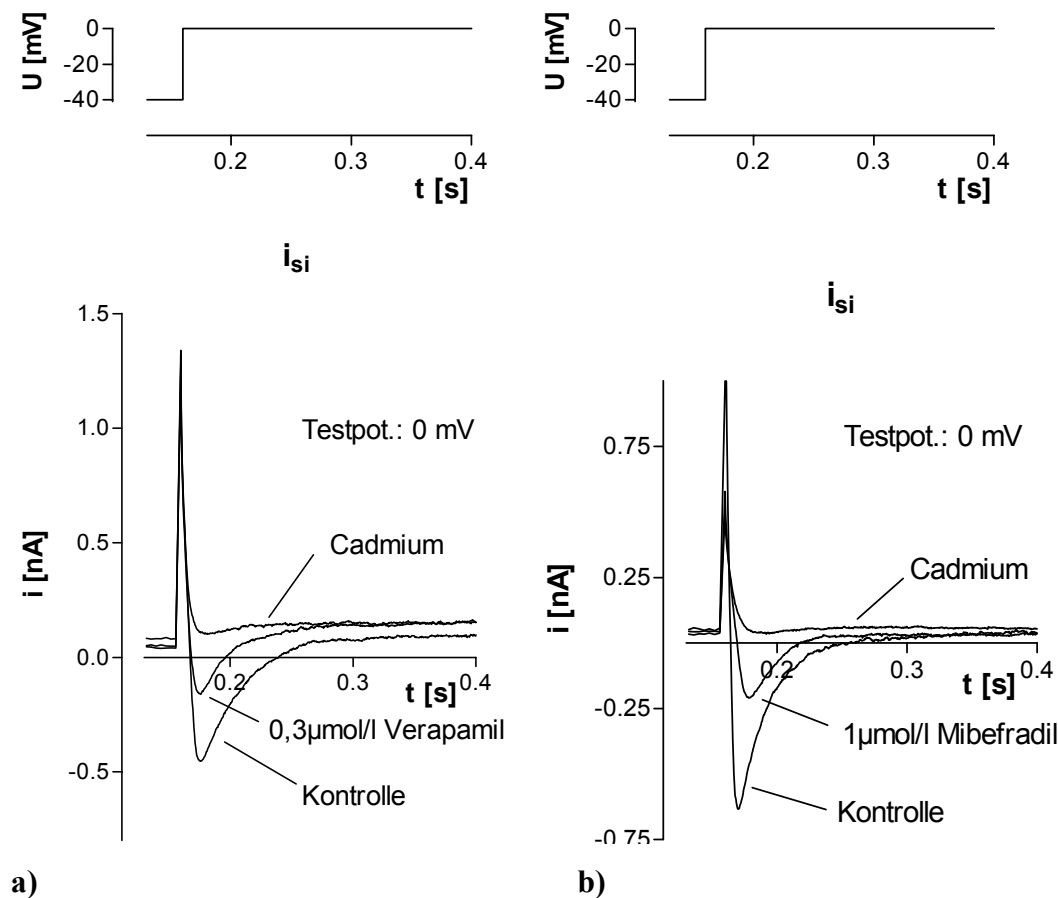 U [mV]
0
-20
-40
0.2 0.3 0.4
t [s]
i_si
1.5
1.0
0.5
0.0
-0.5
i [nA]
Testpot.: 0 mV
Cadmium
0.2 0.3 0.4
t [s]
0,3µmol/l Verapamil
Kontrolle
a)
U [mV]
0
-20
-40
0.2 0.3 0.4
t [s]
i_si
0.75
0.25
-0.25
-0.75
i [nA]
Testpot.: 0 mV
Cadmium
0.2 0.3 0.4
t [s]
1µmol/l Mibefradil
Kontrolle
b)